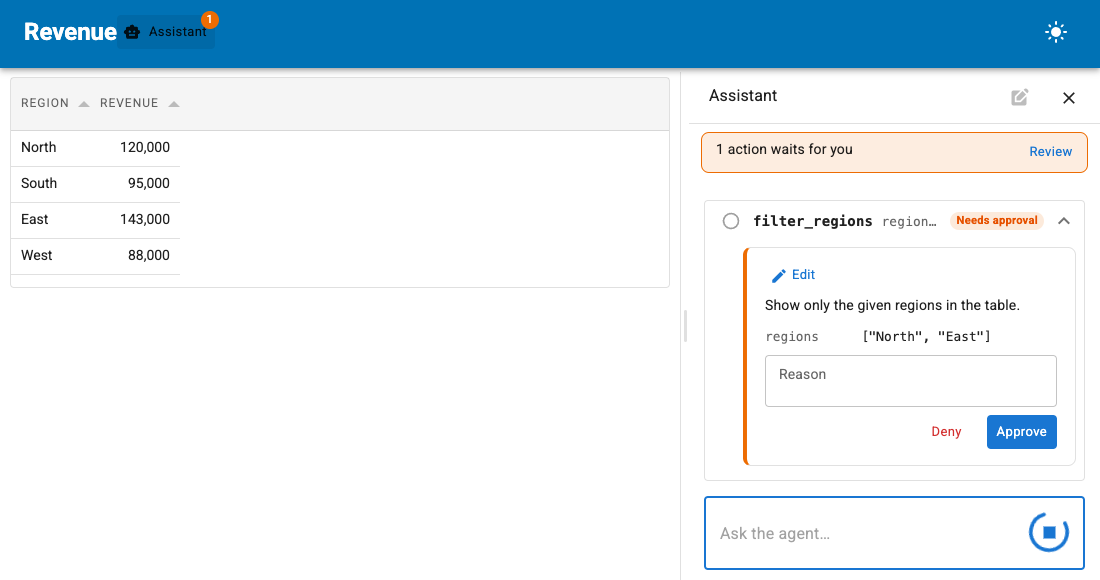 Revenue
Assistant
1
REGION REVENUE
North 120,000
South 95,000
East 143,000
West 88,000
Assistant
1 action waits for you
Review
filter_regions region… Needs approval
Edit
Show only the given regions in the table.
regions ["North", "East"]
Reason
Deny Approve
Ask the agent…